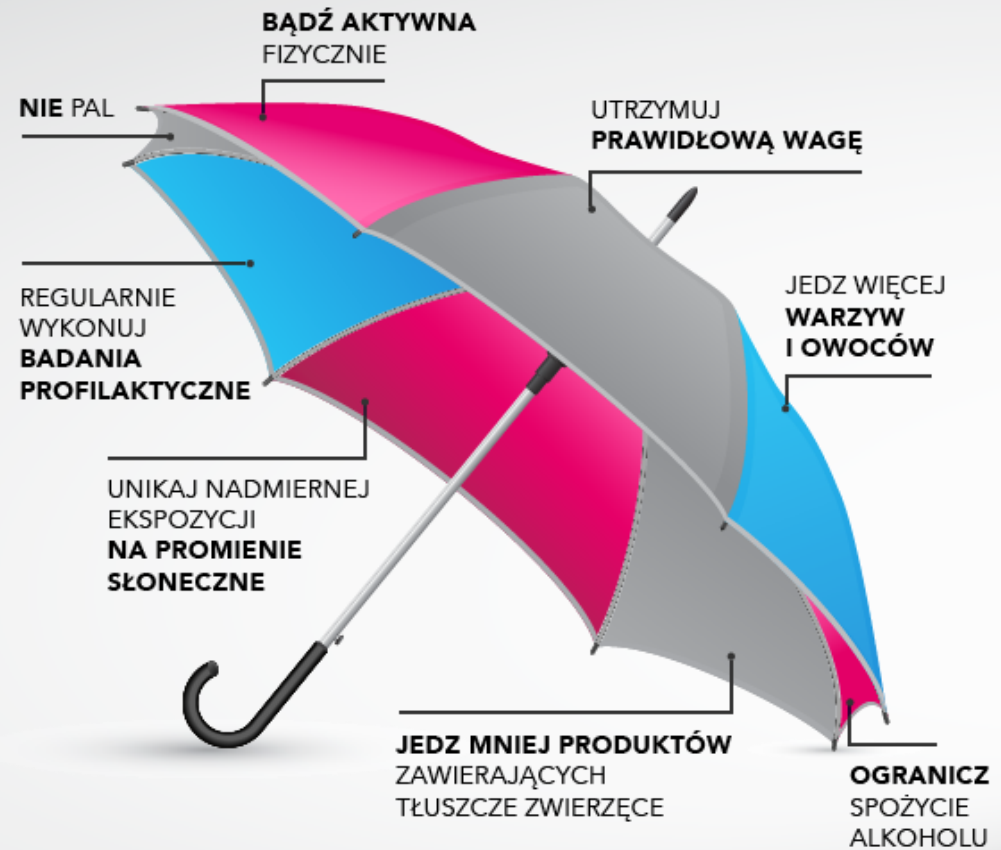 BĄDŹ AKTYWNA
FIZYCZNIE
NIE PAL
UTRZYMUJ
PRAWIDŁOWĄ WAGĘ
JEDZ WIĘCEJ
WARZYW
I OWOCÓW
REGULARNIE
WYKONUJ
BADANIA
PROFILAKTYCZNE
UNIKAJ NADMIERNEJ
EKSPOZYCJI
NA PROMIENIE
SŁONECZNE
JEDZ MNIEJ PRODUKTÓW
ZAWIERAJĄCYCH
TŁUSZCZE ZWIERZĘCE
OGRANICZ
SPOŻYCIE
ALKOHOLU